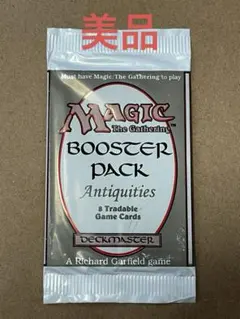 美品
Must have Magic: The Gathering to play
MAGIC
The Gathering
BOOSTER
PACK
Antiquities
8 Tradable
Game Cards
DECKMASTER
A Richard Garfield game